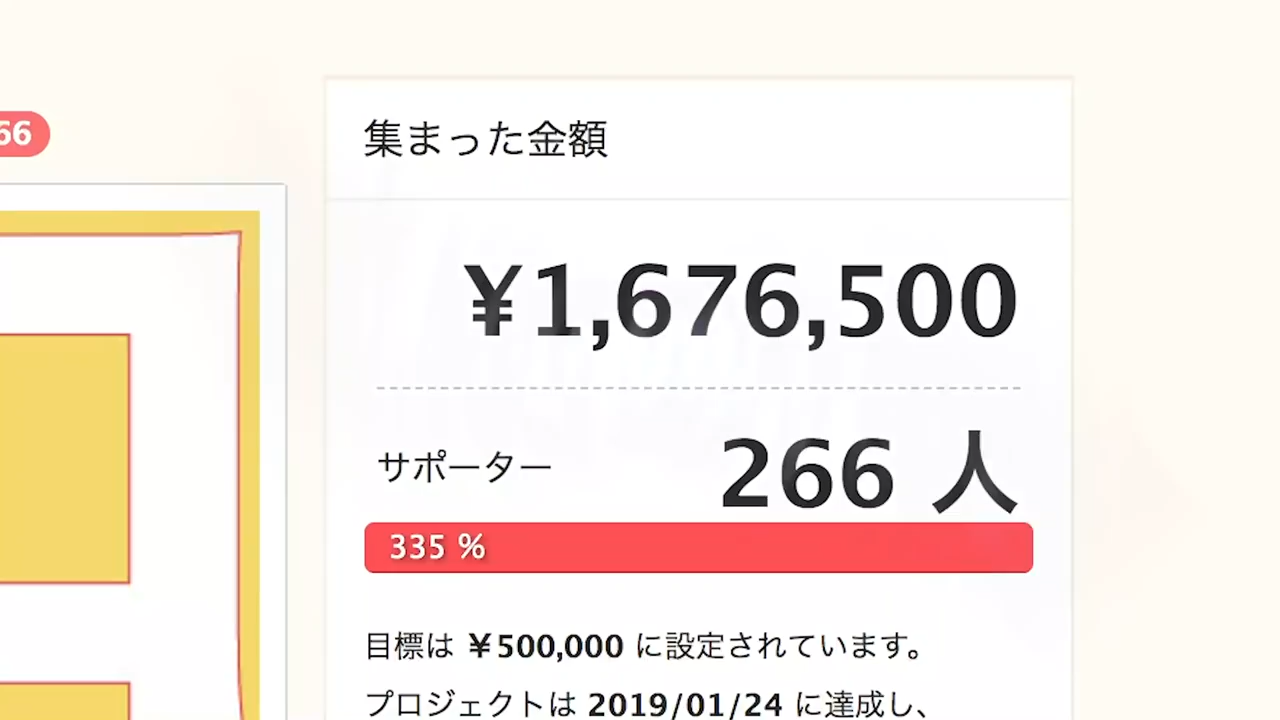 66
集まった金額
¥1,676,500
サポーター 266 人
335 %
目標は ¥500,000 に設定されています。
プロジェクトは 2019/01/24 に達成し、